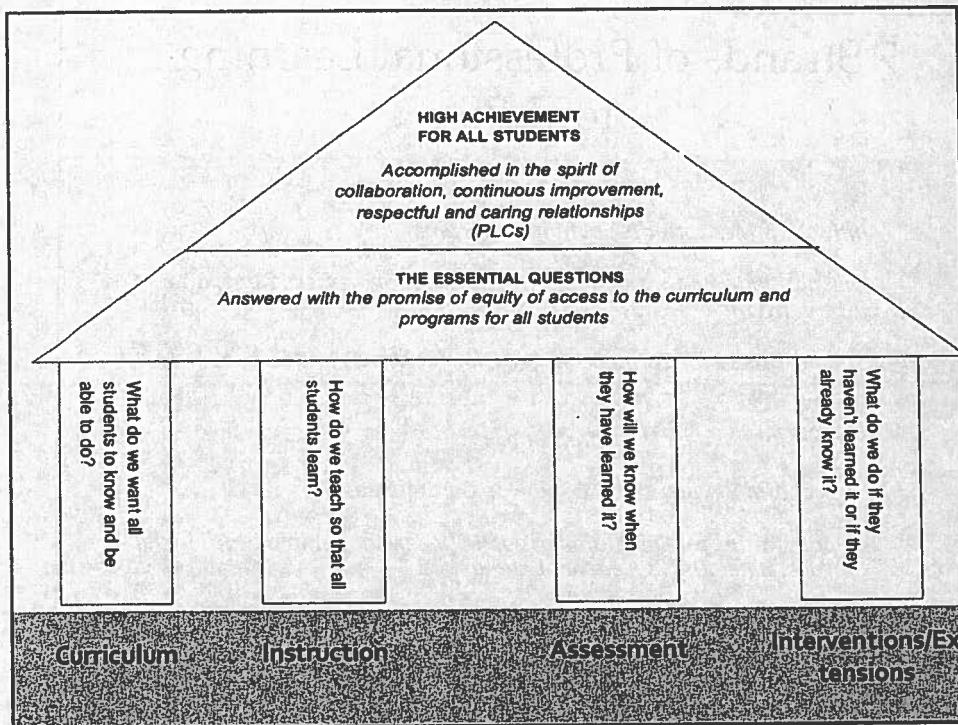 HIGH ACHIEVEMENT
FOR ALL STUDENTS
Accomplished in the spirit of
collaboration, continuous improvement,
respectful and caring relationships
(PLCs)
THE ESSENTIAL QUESTIONS
Answered with the promise of equity of access to the curriculum and
programs for all students
What do we want all
students to know and be
able to do?
How do we teach so that all
students learn?
How will we know when
they have learned it?
What do we do if they
haven't learned it or if they
already know it?
Curriculum
Instruction
Assessment
Interventions/Ex
tensions